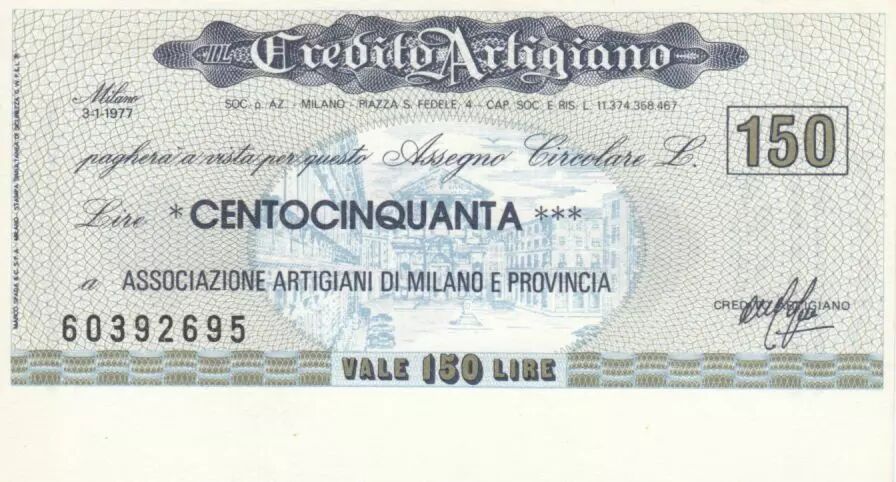 Credito Artigiano
Milano
3-1-1977
SOC. p. AZ. - MILANO - PIAZZA S. FEDELE, 4 - CAP. SOC. E RIS. L. 11.374.368.467
pagherà a vista per questo Assegno Circolare L. 150
Lire *CENTOCINQUANTA ***
a ASSOCIAZIONE ARTIGIANI DI MILANO E PROVINCIA
CREDITO ARTIGIANO
60392695
VALE 150 LIRE